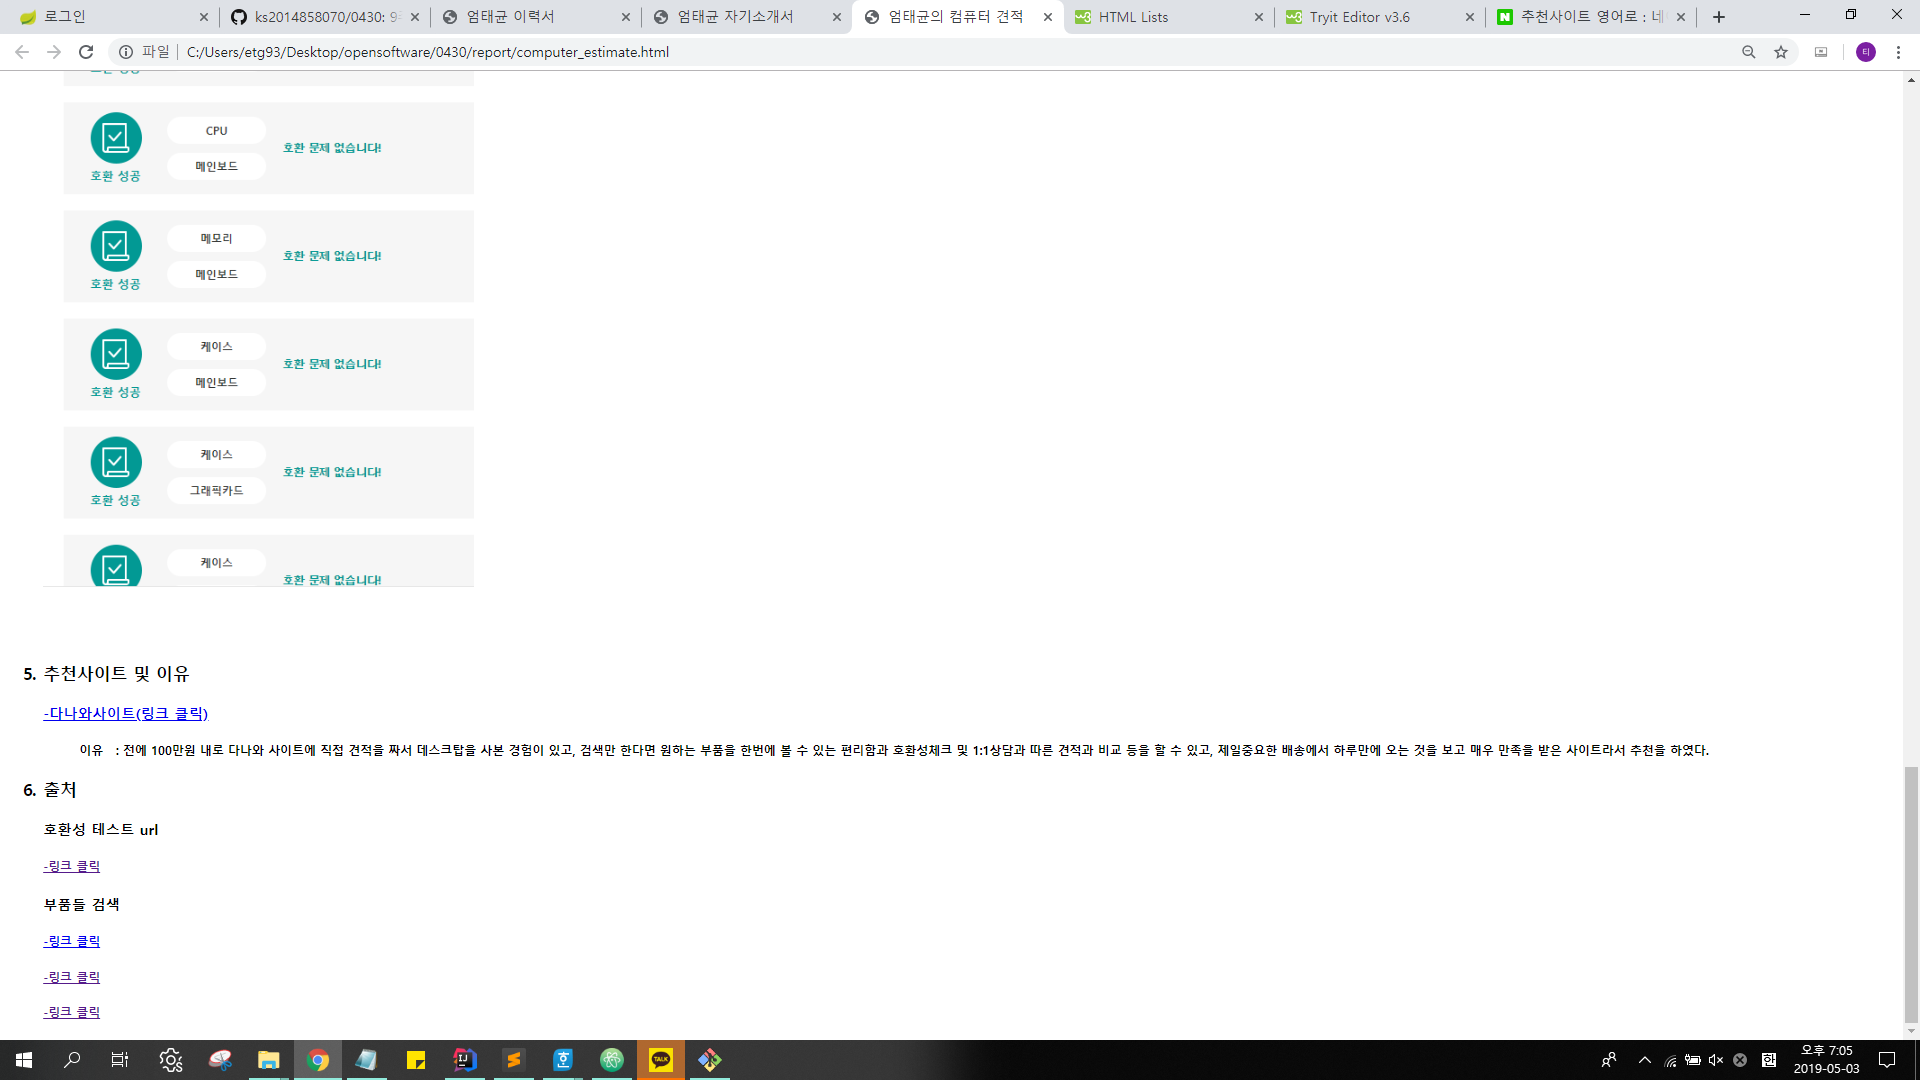 로그인
ks2014858070/0430: 9
엄태균 이력서
엄태균 자기소개서
엄태균의 컴퓨터 견적
HTML Lists
Tryit Editor v3.6
추천사이트 영어로 : 네
파일
C:/Users/etg93/Desktop/opensoftware/0430/report/computer_estimate.html
티
CPU
호환 문제 없습니다!
메인보드
호환 성공
메모리
호환 문제 없습니다!
메인보드
호환 성공
케이스
호환 문제 없습니다!
메인보드
호환 성공
케이스
호환 문제 없습니다!
그래픽카드
호환 성공
케이스
호환 문제 없습니다!
5. 추천사이트 및 이유
-다나와사이트(링크 클릭)
이유 : 전에 100만원 내로 다나와 사이트에 직접 견적을 짜서 데스크탑을 사본 경험이 있고, 검색만 한다면 원하는 부품을 한번에 볼 수 있는 편리함과 호환성체크 및 1:1상담과 따른 견적과 비교 등을 할 수 있고, 제일중요한 배송에서 하루만에 오는 것을 보고 매우 만족을 받은 사이트라서 추천을 하였다.
6. 출처
호환성 테스트 url
-링크 클릭
부품들 검색
-링크 클릭
-링크 클릭
-링크 클릭
IJ
TALK
한
오후 7:05
2019-05-03